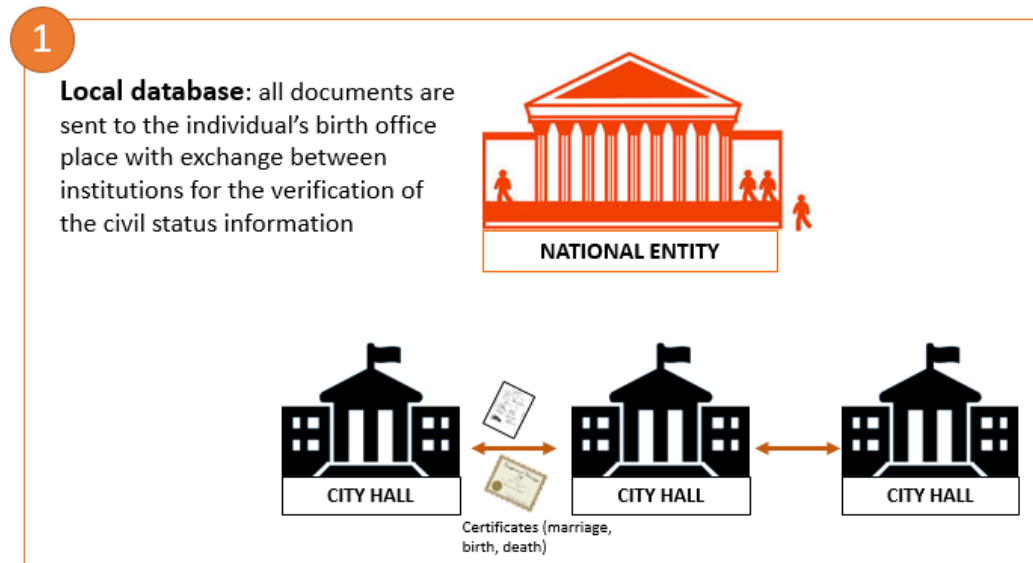 1
Local database: all documents are
sent to the individual's birth office
place with exchange between
institutions for the verification of
the civil status information
NATIONAL ENTITY
CITY HALL
CITY HALL
CITY HALL
Certificates (marriage,
birth, death)